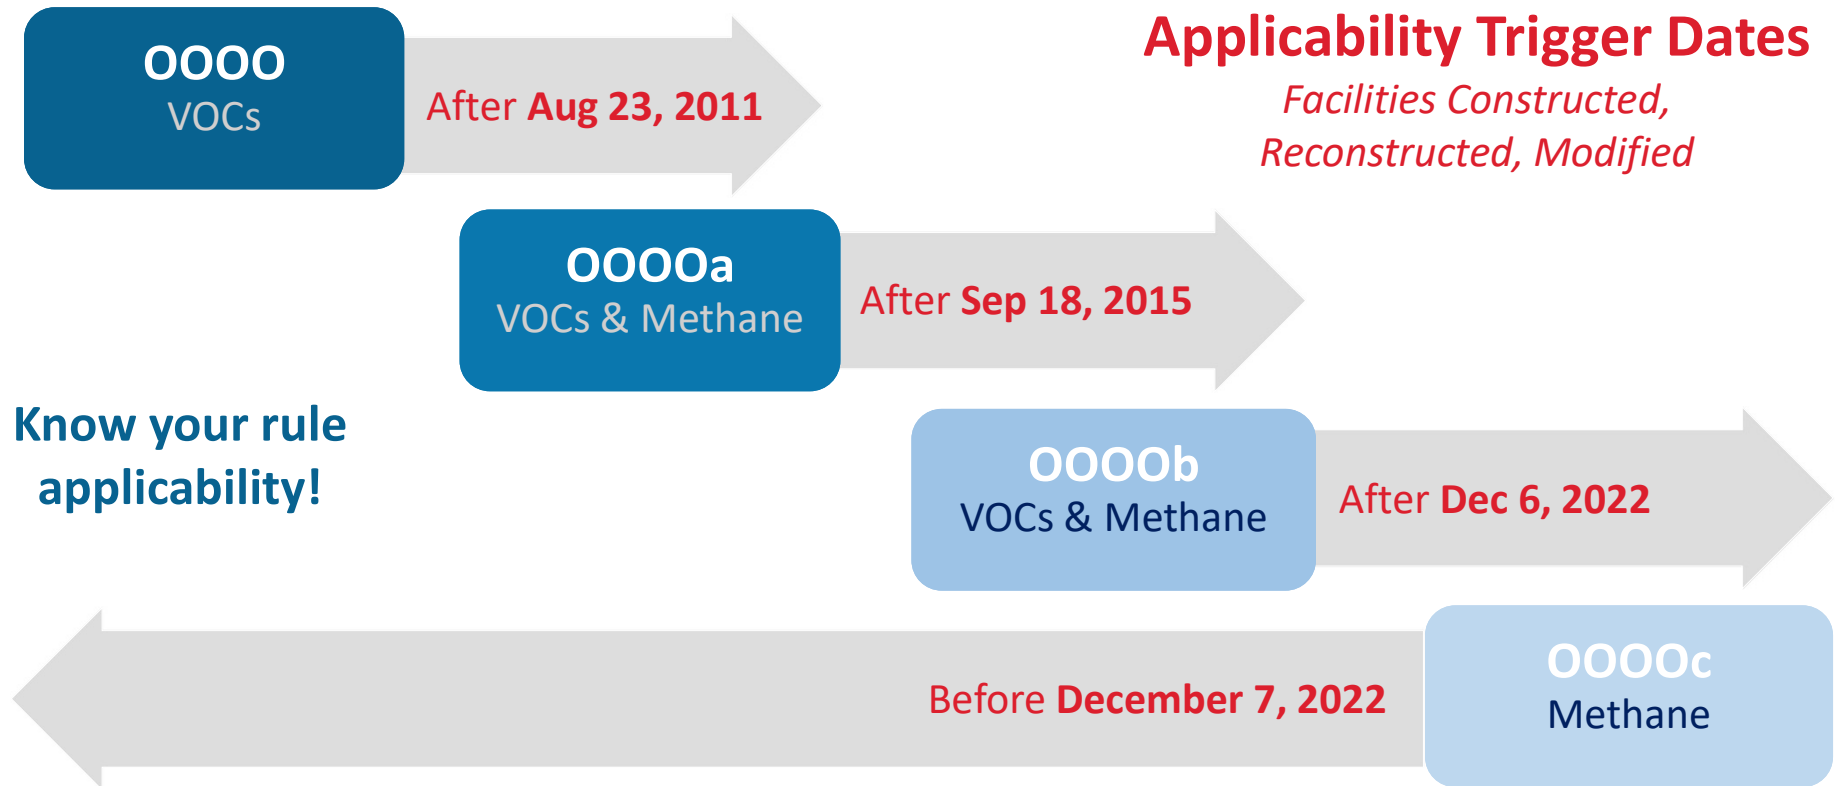 OOOO
VOCs
After Aug 23, 2011
Applicability Trigger Dates
Facilities Constructed,
Reconstructed, Modified
OOOOa
VOCs & Methane
After Sep 18, 2015
Know your rule
applicability!
OOOOb
VOCs & Methane
After Dec 6, 2022
Before December 7, 2022
OOOOc
Methane